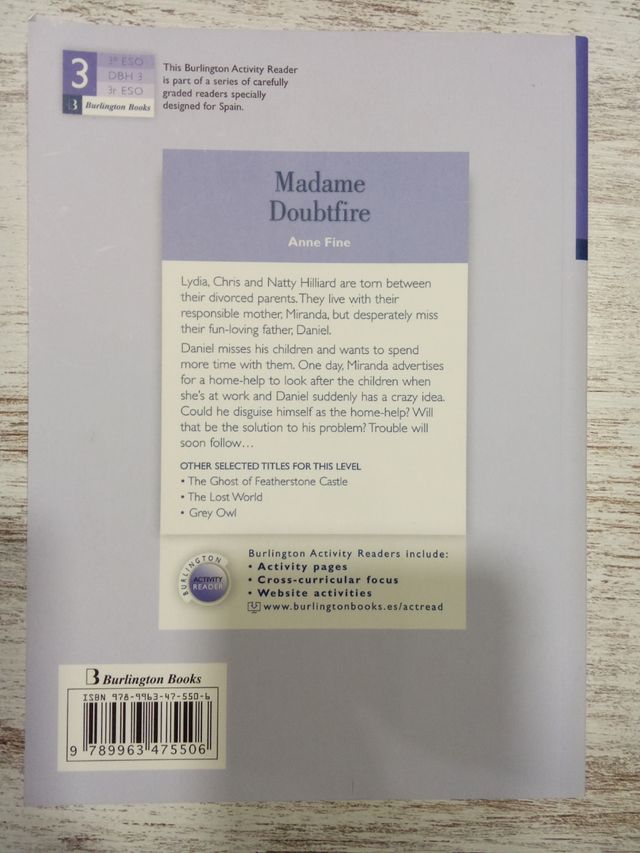 3
3º ESO
DBH 3
3r ESO
B Burlington Books
This Burlington Activity Reader
is part of a series of carefully
graded readers specially
designed for Spain.
Madame
Doubtfire
Anne Fine
Lydia, Chris and Natty Hilliard are torn between
their divorced parents. They live with their
responsible mother, Miranda, but desperately miss
their fun-loving father, Daniel.
Daniel misses his children and wants to spend
more time with them. One day, Miranda advertises
for a home-help to look after the children when
she's at work and Daniel suddenly has a crazy idea.
Could he disguise himself as the home-help? Will
that be the solution to his problem? Trouble will
soon follow...
OTHER SELECTED TITLES FOR THIS LEVEL
• The Ghost of Featherstone Castle
• The Lost World
• Grey Owl
BURLINGTON
ACTIVITY
READER
Burlington Activity Readers include:
• Activity pages
• Cross-curricular focus
• Website activities
www.burlingtonbooks.es/actread
B Burlington Books
ISBN 978-9963-47-550-6
9 789963 475506